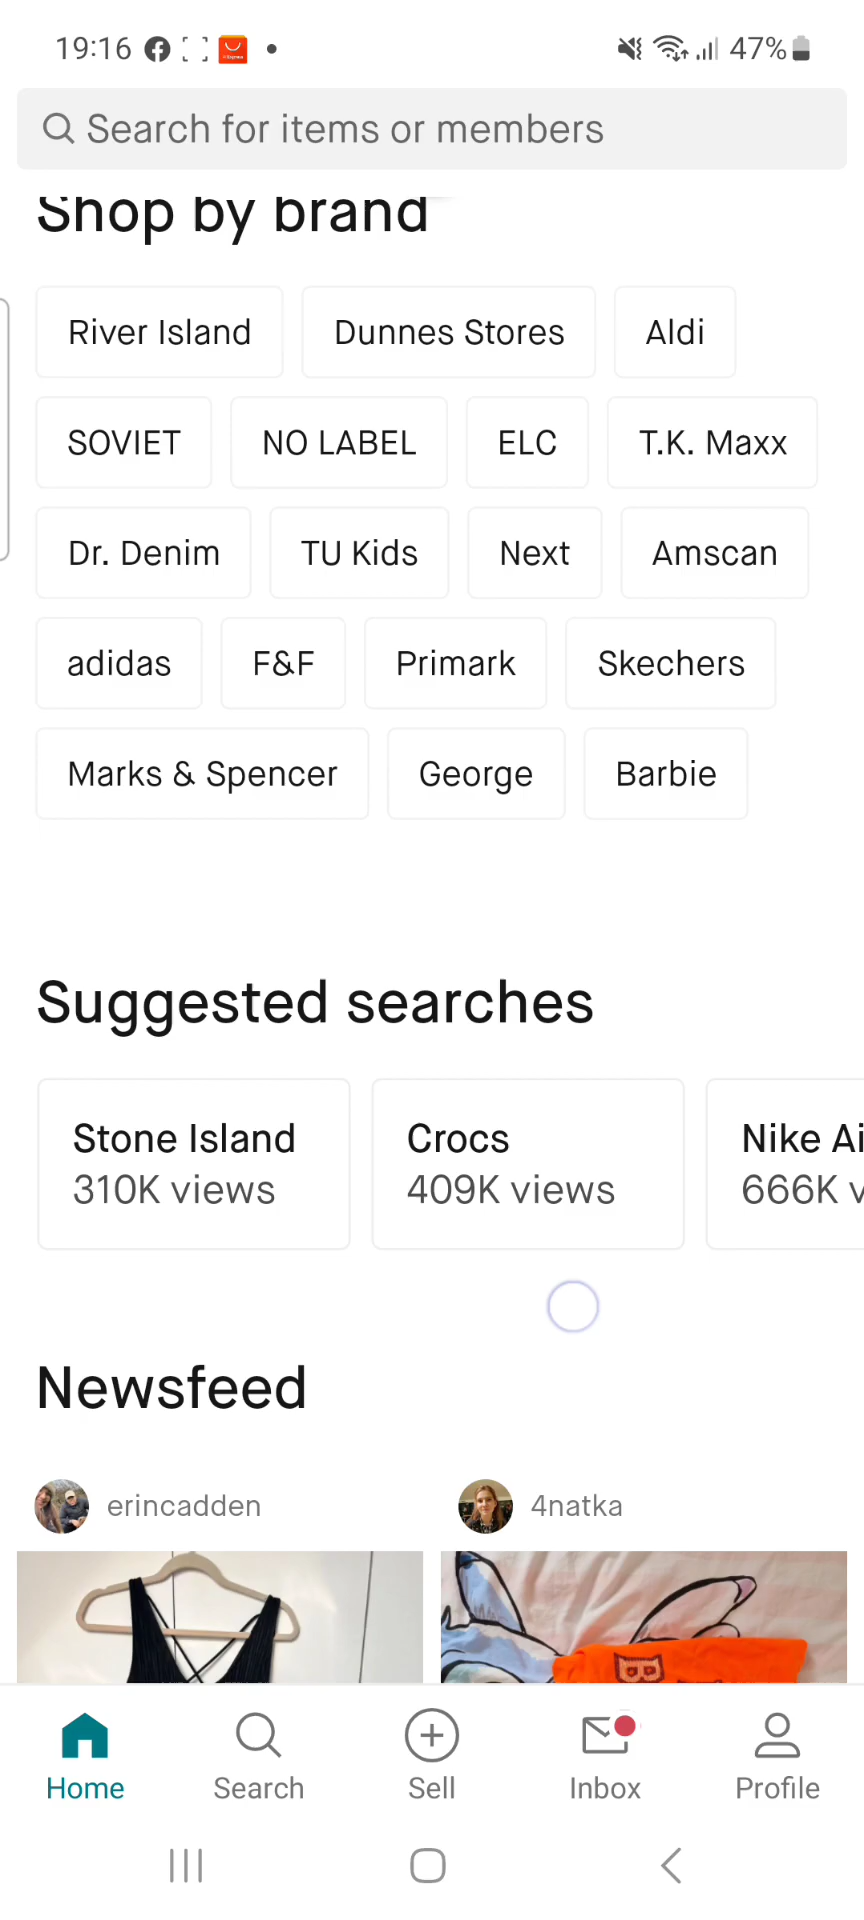 19:16 47%
Search for items or members
Shop by brand
River Island Dunnes Stores Aldi
SOVIET NO LABEL ELC T.K. Maxx
Dr. Denim TU Kids Next Amscan
adidas F&F Primark Skechers
Marks & Spencer George Barbie
Suggested searches
Stone Island Crocs Nike Ai
310K views 409K views 666K v
Newsfeed
erincadden 4natka
Home Search Sell Inbox Profile